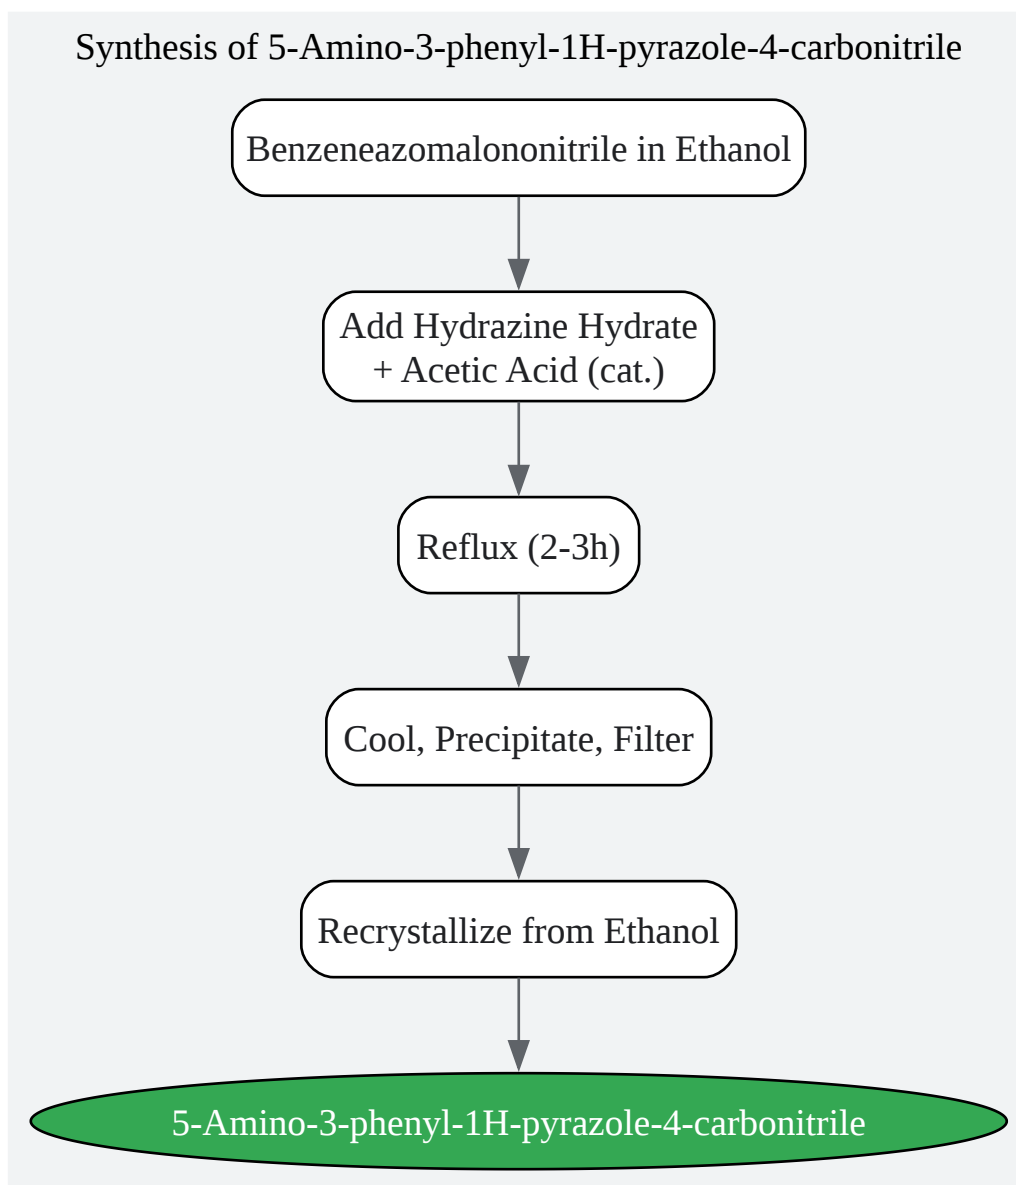 Synthesis of 5-Amino-3-phenyl-1H-pyrazole-4-carbonitrile
Benzeneazomalononitrile in Ethanol
Add Hydrazine Hydrate
+ Acetic Acid (cat.)
Reflux (2-3h)
Cool, Precipitate, Filter
Recrystallize from Ethanol
5-Amino-3-phenyl-1H-pyrazole-4-carbonitrile